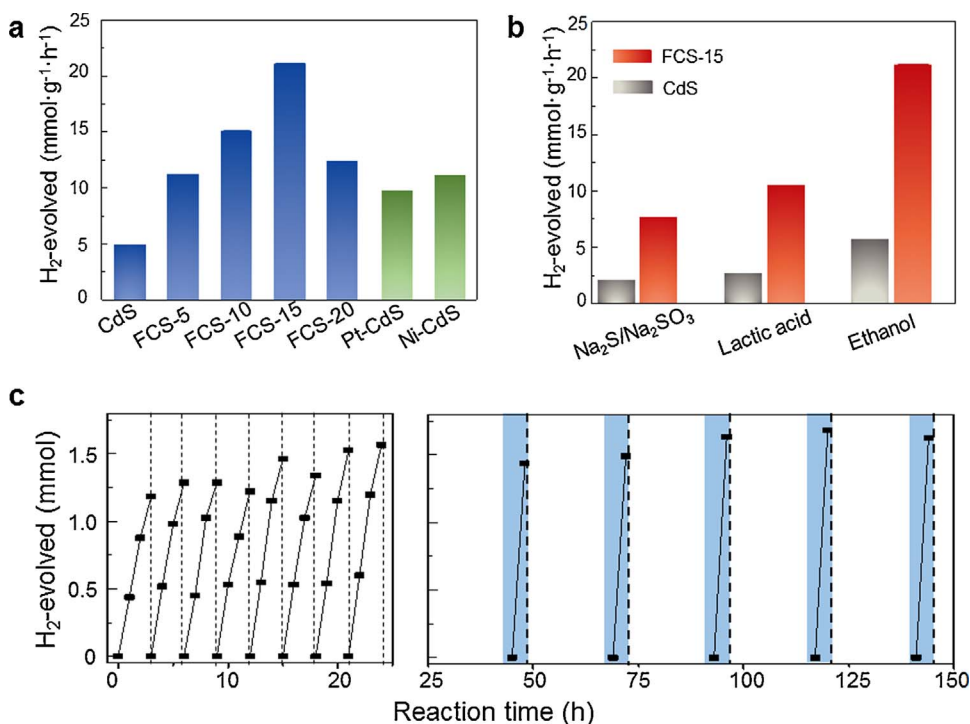 a
H₂-evolved (mmol·g⁻¹·h⁻¹)
25
20
15
10
5
0
CdS
FCS-5
FCS-10
FCS-15
FCS-20
Pt-CdS
Ni-CdS
b
H₂-evolved (mmol·g⁻¹·h⁻¹)
25
20
15
10
5
0
FCS-15
CdS
Na₂S/Na₂SO₃
Lactic acid
Ethanol
c
H₂-evolved (mmol)
1.5
1.0
0.5
0
0
10
20
25
50
75
100
125
150
Reaction time (h)